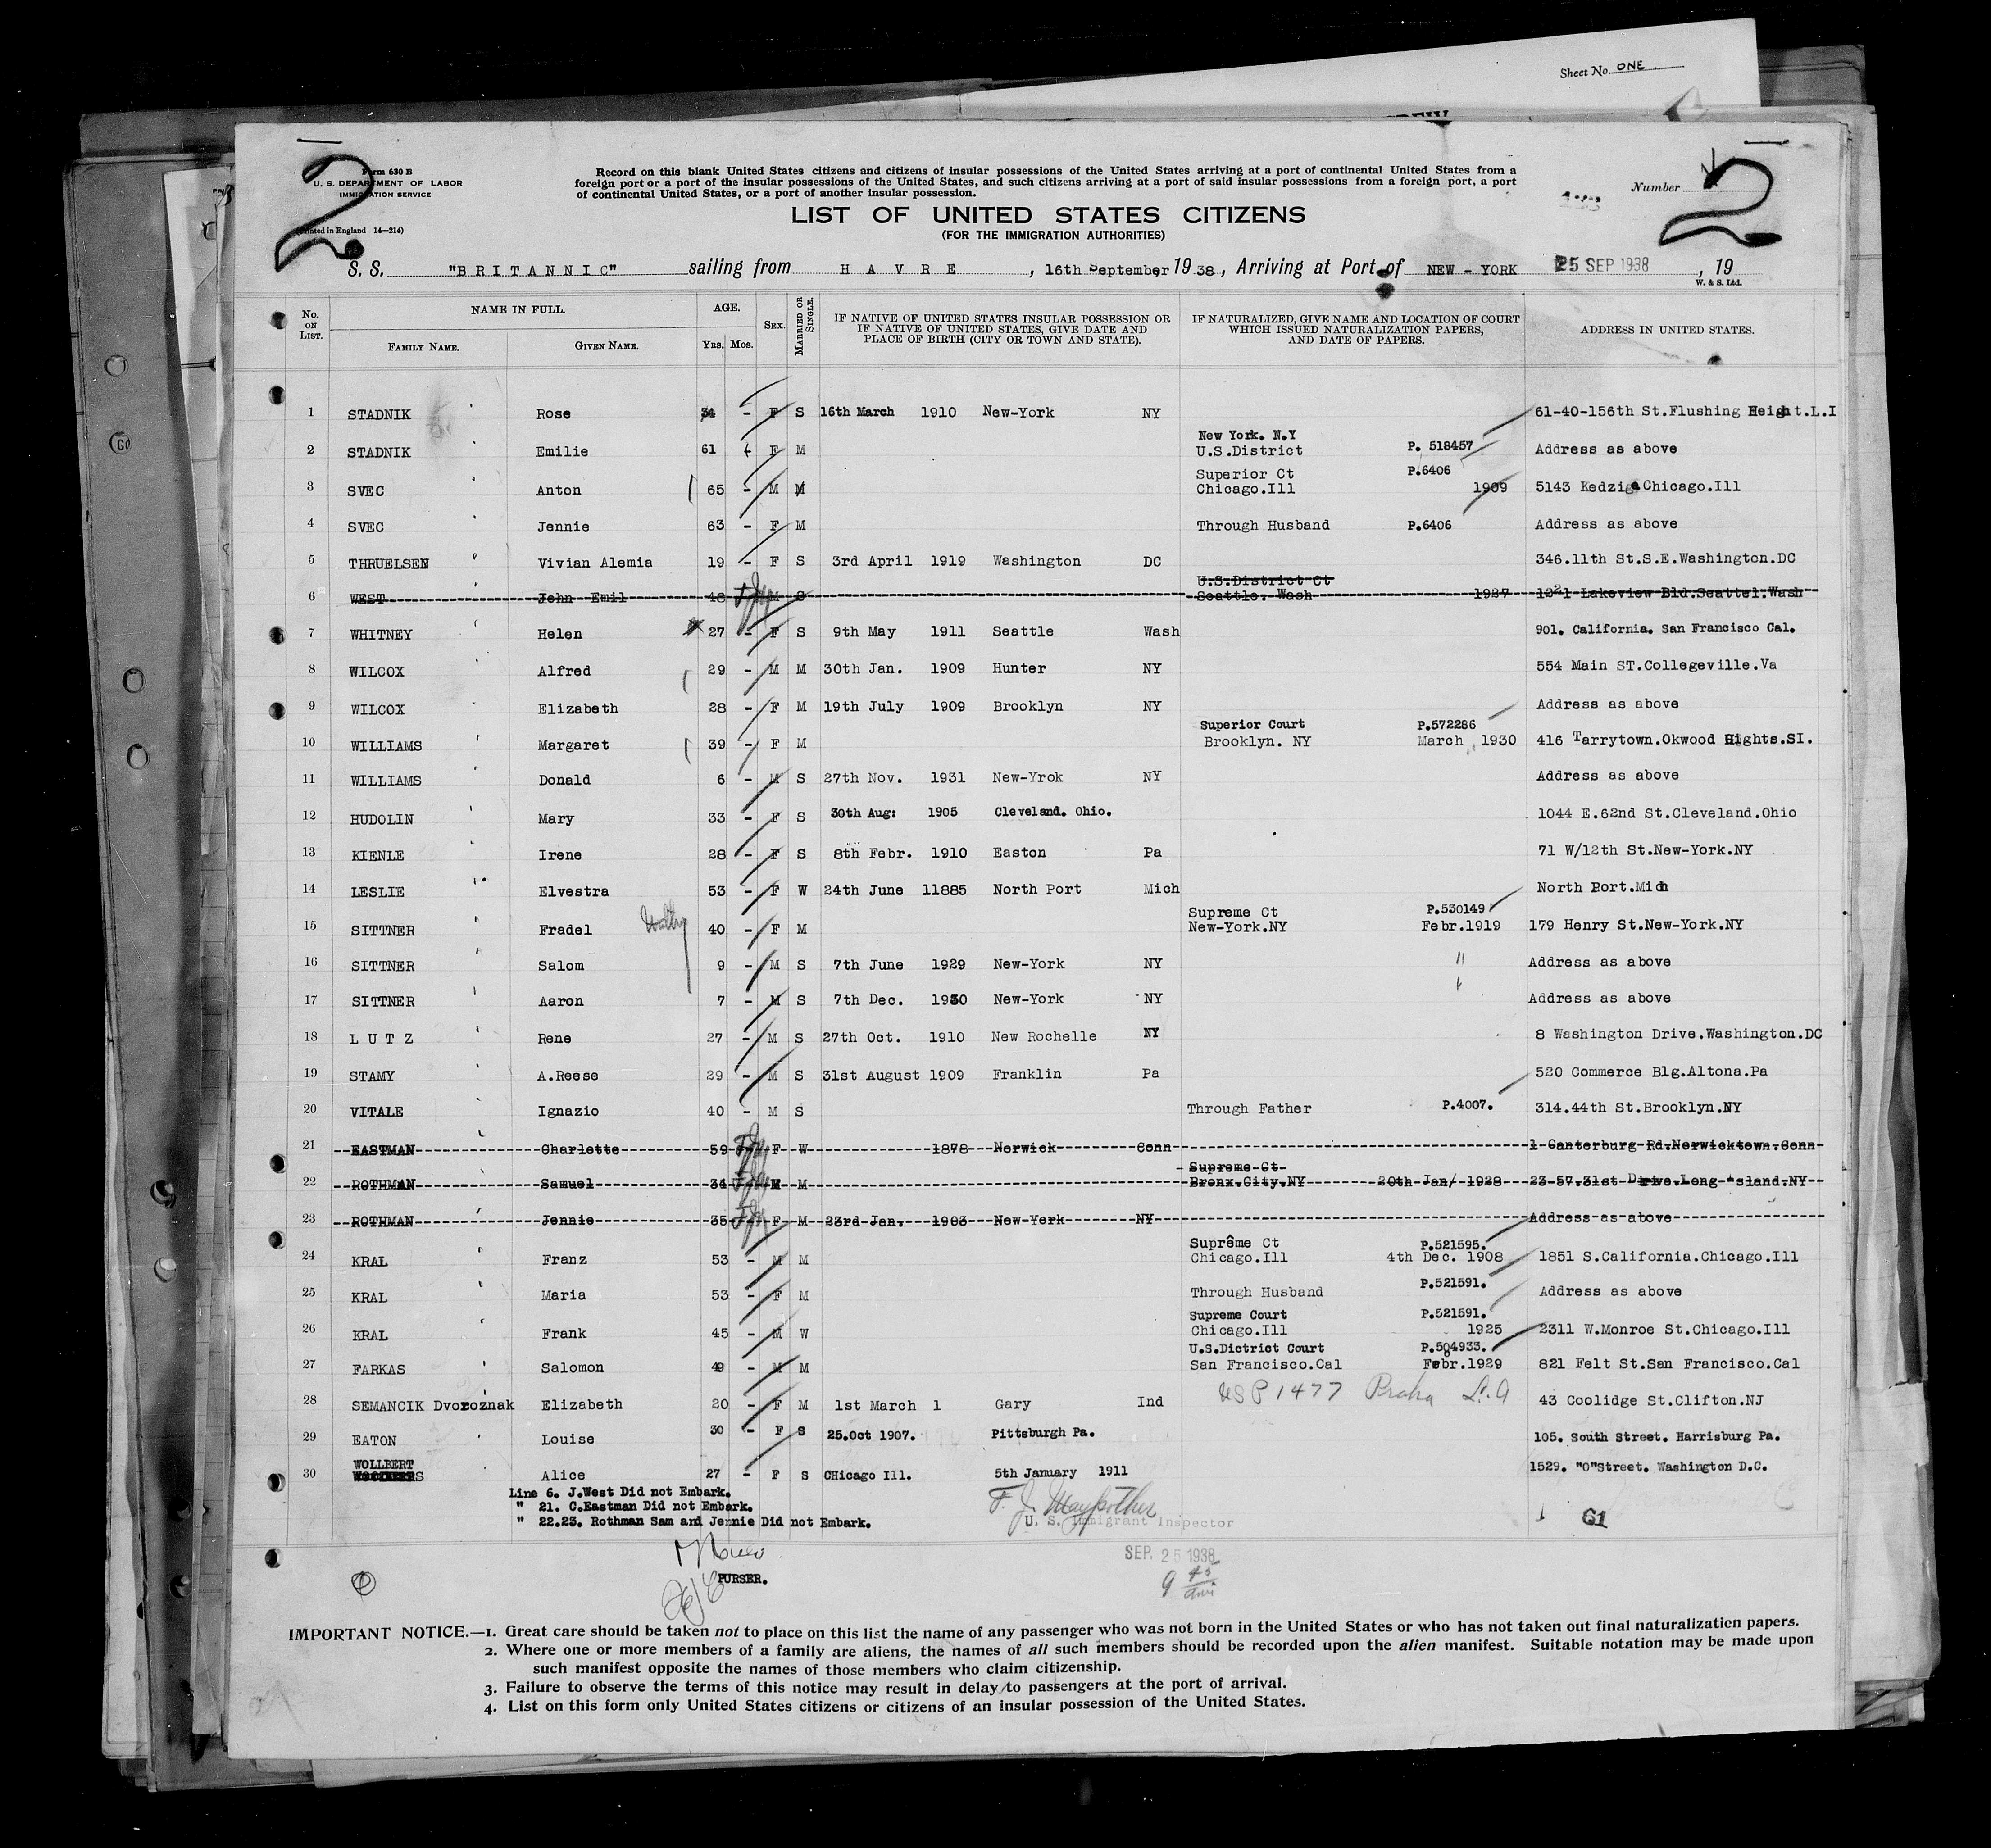 Sheet No. ONE
Form 630 B
U. S. DEPARTMENT OF LABOR
IMMIGRATION SERVICE
(Printed in England 14—214)
2
Record on this blank United States citizens and citizens of insular possessions of the United States arriving at a port of continental United States from a
foreign port or a port of the insular possessions of the United States, and such citizens arriving at a port of said insular possessions from a foreign port, a port
of continental United States, or a port of another insular possession.
Number
2
LIST OF UNITED STATES CITIZENS
(FOR THE IMMIGRATION AUTHORITIES)
S. S. "BRITANNIC" sailing from HAVRE, 16th September, 1938, Arriving at Port of NEW-YORK 25 SEP 1938, 19
W. & S. Ltd.
No. ON LIST. NAME IN FULL. FAMILY NAME. GIVEN NAME. AGE. YRS. MOS. SEX. MARRIED OR SINGLE. IF NATIVE OF UNITED STATES INSULAR POSSESSION OR IF NATIVE OF UNITED STATES, GIVE DATE AND PLACE OF BIRTH (CITY OR TOWN AND STATE). IF NATURALIZED, GIVE NAME AND LOCATION OF COURT WHICH ISSUED NATURALIZATION PAPERS, AND DATE OF PAPERS. ADDRESS IN UNITED STATES.
1 STADNIK Rose 34 - F S 16th March 1910 New-York NY 61-40-156th St.Flushing Height.L.I
New York. N.Y
2 STADNIK Emilie 61 - F M U.S.District P. 518457 Address as above
Superior Ct P.6406
3 SVEC Anton 65 - M M Chicago.Ill 1909 5143 Kedzia Chicago.Ill
4 SVEC Jennie 63 - F M Through Husband P.6406 Address as above
5 THRUELSEN Vivian Alemia 19 - F S 3rd April 1919 Washington DC 346.11th St.S.E.Washington.DC
U.S.District Ct
6 WEST John Emil 48 M S Seattle. Wash 1927 1221 Lakeview Bld.Seattel.Wash
7 WHITNEY Helen 27 - F S 9th May 1911 Seattle Wash 901. California. San Francisco Cal.
8 WILCOX Alfred 29 - M M 30th Jan. 1909 Hunter NY 554 Main ST.Collegeville.Va
9 WILCOX Elizabeth 28 - F M 19th July 1909 Brooklyn NY Address as above
Superior Court P.572286
10 WILLIAMS Margaret 39 - F M Brooklyn. NY March 1930 416 Tarrytown.Okwood Hights.SI.
11 WILLIAMS Donald 6 - M S 27th Nov. 1931 New-Yrok NY Address as above
12 HUDOLIN Mary 33 - F S 30th Aug: 1905 Cleveland. Ohio. 1044 E.62nd St.Cleveland.Ohio
13 KIENLE Irene 28 - F S 8th Febr. 1910 Easton Pa 71 W/12th St.New-York.NY
14 LESLIE Elvestra 53 - F W 24th June 11885 North Port Mich North Port.Mich
Supreme Ct P.530149
15 SITTNER Fradel 40 - F M New-York.NY Febr.1919 179 Henry St.New-York.NY
16 SITTNER Salom 9 - M S 7th June 1929 New-York NY " Address as above
17 SITTNER Aaron 7 - M S 7th Dec. 1930 New-York NY Address as above
18 LUTZ Rene 27 - M S 27th Oct. 1910 New Rochelle NY 8 Washington Drive.Washington.DC
19 STAMY A.Reese 29 - M S 31st August 1909 Franklin Pa 520 Commerce Blg.Altona.Pa
20 VITALE Ignazio 40 - M S Through Father P.4007. 314.44th St.Brooklyn.NY
21 EASTMAN Charlotte 59 F W 1878 Norwick Conn 1 Canterburg Rd.Norwicktown.Conn
Supreme Ct
22 ROTHMAN Samuel 34 M M Bronx.City.NY 20th Jan/ 1928 23-57.31st Drive.Long Island.NY
23 ROTHMAN Jennie 35 F M 23rd Jan. 1903 New-York NY Address as above
Suprême Ct P.521595.
24 KRAL Franz 53 - M M Chicago.Ill 4th Dec. 1908 1851 S.California.Chicago.Ill
25 KRAL Maria 53 - F M Through Husband P.521591. Address as above
Supreme Court P.521591.
26 KRAL Frank 45 - M W Chicago.Ill 1925 2311 W.Monroe St.Chicago.Ill
U.S.Dictrict Court P.504933.
27 FARKAS Salomon 49 - M M San Francisco.Cal Febr.1929 821 Felt St.San Francisco.Cal
28 SEMANCIK Dvoroznak Elizabeth 20 - F M 1st March 1 Gary Ind USP 1477 Praha 43 Coolidge St.Clifton.NJ
29 EATON Louise 30 - F S 25.Oct 1907. Pittsburgh Pa. 105. South Street. Harrisburg Pa.
30 WOLLBERT Alice 27 - F S CHicago Ill. 5th January 1911 1529. "O"Street. Washington D.C.
Line 6. J.West Did not Embark.
" 21. C.Eastman Did not Embark.
" 22.23. Rothman Sam and Jennie Did not Embark.
F. J. Maypother
U. S. Immigrant Inspector
G1
PURSER.
SEP. 25 1938
9 45 am
IMPORTANT NOTICE.—1. Great care should be taken not to place on this list the name of any passenger who was not born in the United States or who has not taken out final naturalization papers.
2. Where one or more members of a family are aliens, the names of all such members should be recorded upon the alien manifest. Suitable notation may be made upon
such manifest opposite the names of those members who claim citizenship.
3. Failure to observe the terms of this notice may result in delay to passengers at the port of arrival.
4. List on this form only United States citizens or citizens of an insular possession of the United States.